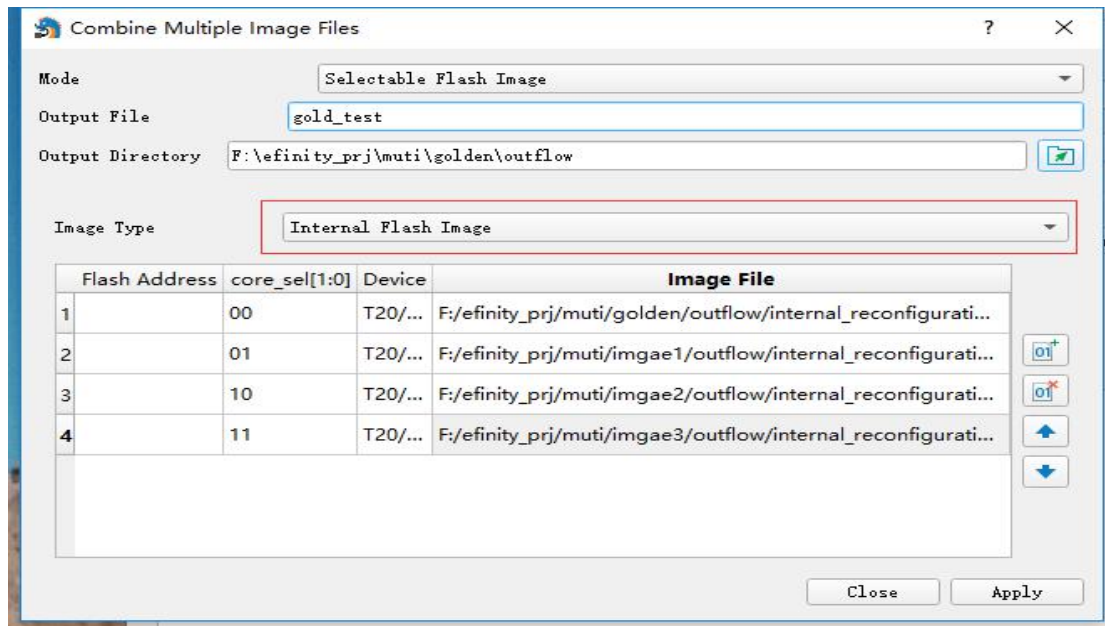 Combine Multiple Image Files ?
Mode Selectable Flash Image
Output File gold_test
Output Directory F:\efinity_prj\muti\golden\outflow
Image Type Internal Flash Image
Flash Address core_sel[1:0] Device Image File
1 00 T20/... F:/efinity_prj/muti/golden/outflow/internal_reconfigurati...
2 01 T20/... F:/efinity_prj/muti/imgae1/outflow/internal_reconfigurati...
3 10 T20/... F:/efinity_prj/muti/imgae2/outflow/internal_reconfigurati...
4 11 T20/... F:/efinity_prj/muti/imgae3/outflow/internal_reconfigurati...
01
01
Close Apply